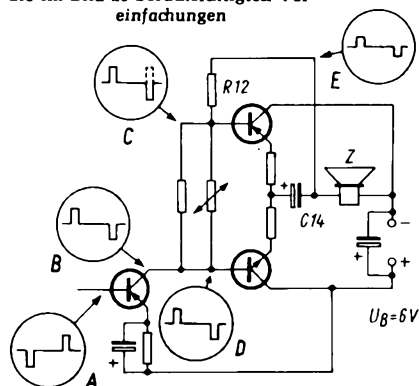 einfachungen
E
R12
C
+
C14
Z
-
+
+
U_B=6V
B
D
+
A